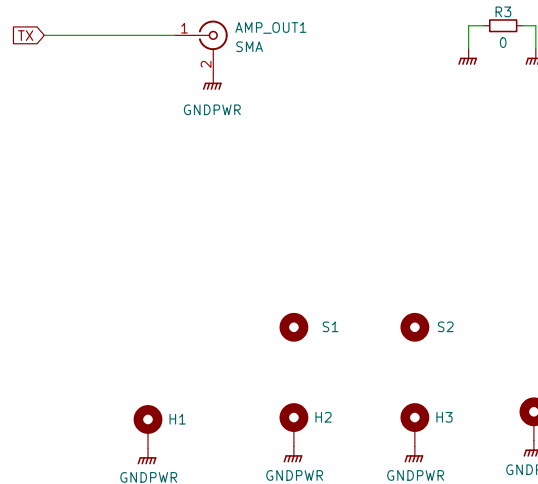 R3
TX
1
AMP_OUT1
SMA
0
2
GNDPWR
S1
S2
H1
H2
H3
GNDPWR
GNDPWR
GNDPWR